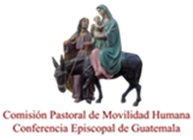 Comisión Pastoral de Movilidad Humana
Conferencia Episcopal de Guatemala